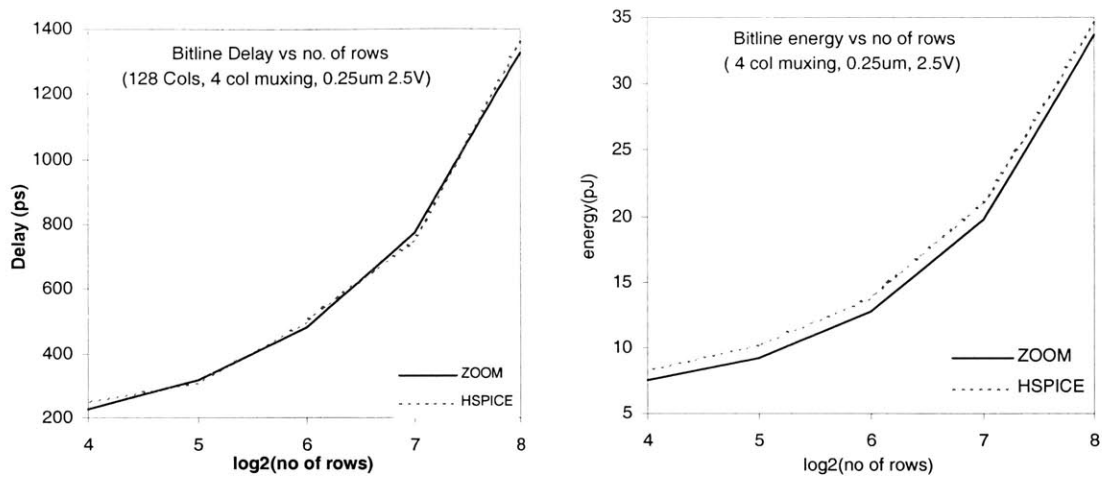 Bitline Delay vs no. of rows
(128 Cols, 4 col muxing, 0.25um 2.5V)
1400
1200
1000
800
600
400
200
Delay (ps)
4 5 6 7 8
log2(no of rows)
ZOOM
HSPICE
Bitline energy vs no of rows
( 4 col muxing, 0.25um, 2.5V)
35
30
25
20
15
10
5
energy(pJ)
4 5 6 7 8
log2(no of rows)
ZOOM
HSPICE